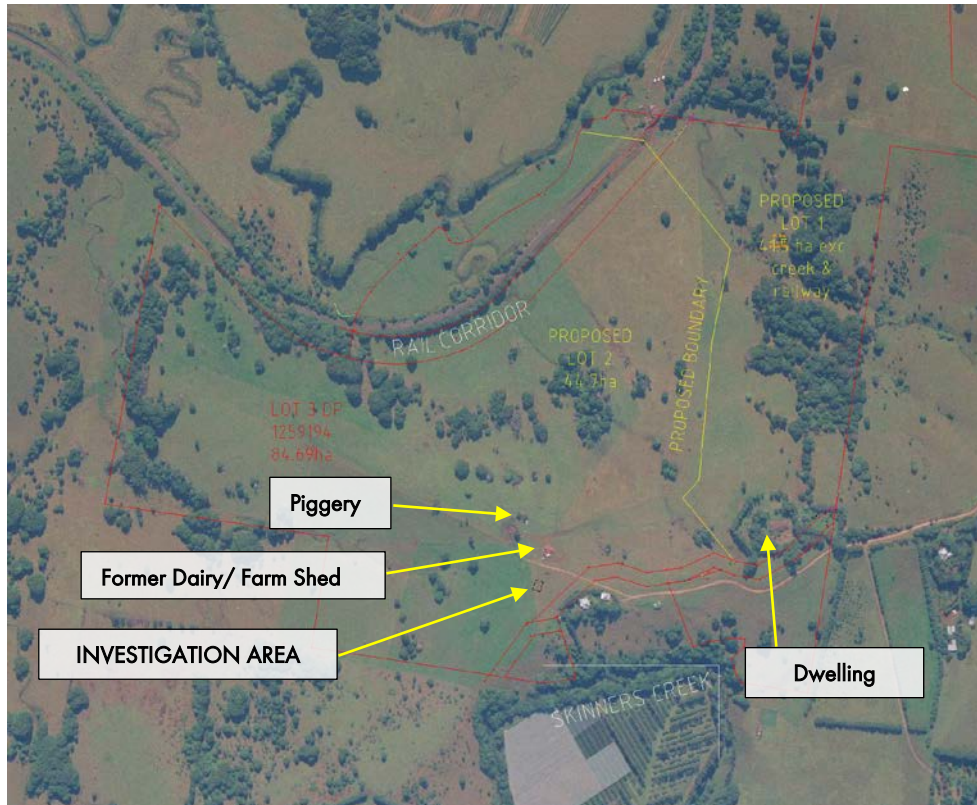 PROPOSED
LOT 1
ha exc
creek &
railway
PROPOSED BOUNDARY
RAIL CORRIDOR
PROPOSED
LOT 2
44.7ha
LOT 3 DP
1259194
84.69ha
Piggery
Former Dairy/ Farm Shed
INVESTIGATION AREA
Dwelling
SKINNERS CREEK